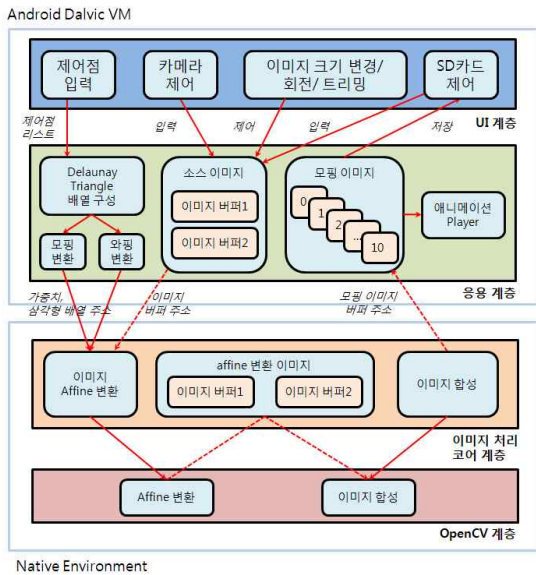 Android Dalvic VM
제어점
입력
카메라
제어
이미지 크기 변경/
회전/ 트리밍
SD카드
제어
UI 계층
제어점
리스트
입력
제어
입력
저장
Delaunay
Triangle
배열 구성
모핑
변환
와핑
변환
소스 이미지
이미지 버퍼1
이미지 버퍼2
모핑 이미지
0
1
2
...
10
애니메이션
Player
응용 계층
가중치,
삼각형 배열 주소
이미지
버퍼 주소
모핑 이미지
버퍼 주소
이미지
Affine 변환
affine 변환 이미지
이미지 버퍼1
이미지 버퍼2
이미지 합성
이미지 처리
코어 계층
Affine 변환
이미지 합성
OpenCV 계층
Native Environment